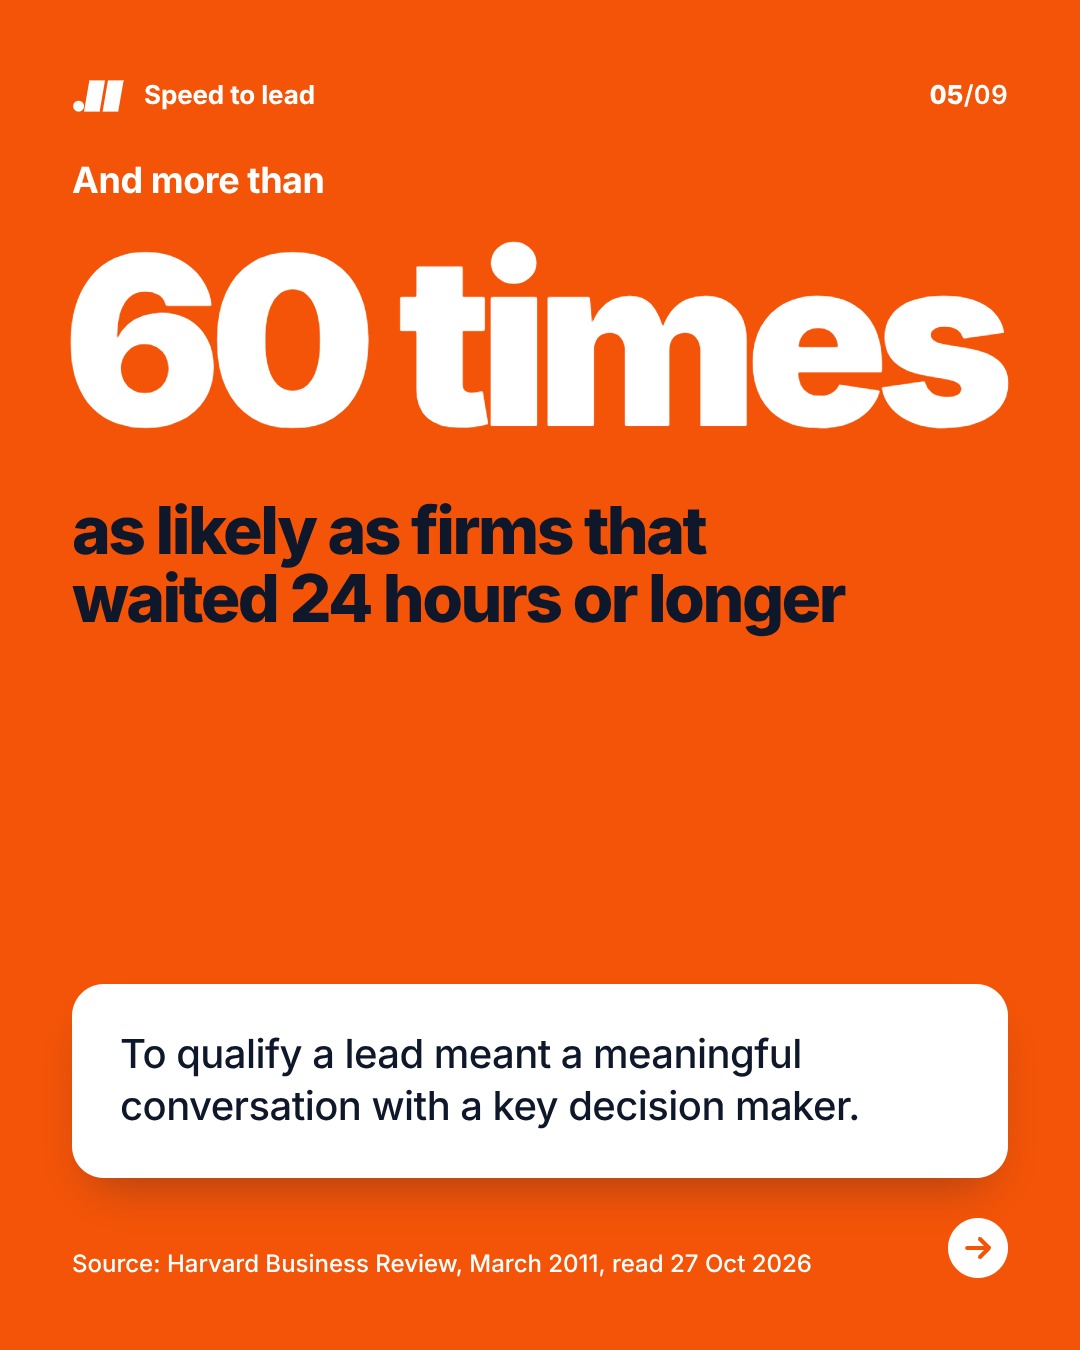 Speed to lead
05/09
And more than
60 times
as likely as firms that
waited 24 hours or longer
To qualify a lead meant a meaningful
conversation with a key decision maker.
Source: Harvard Business Review, March 2011, read 27 Oct 2026